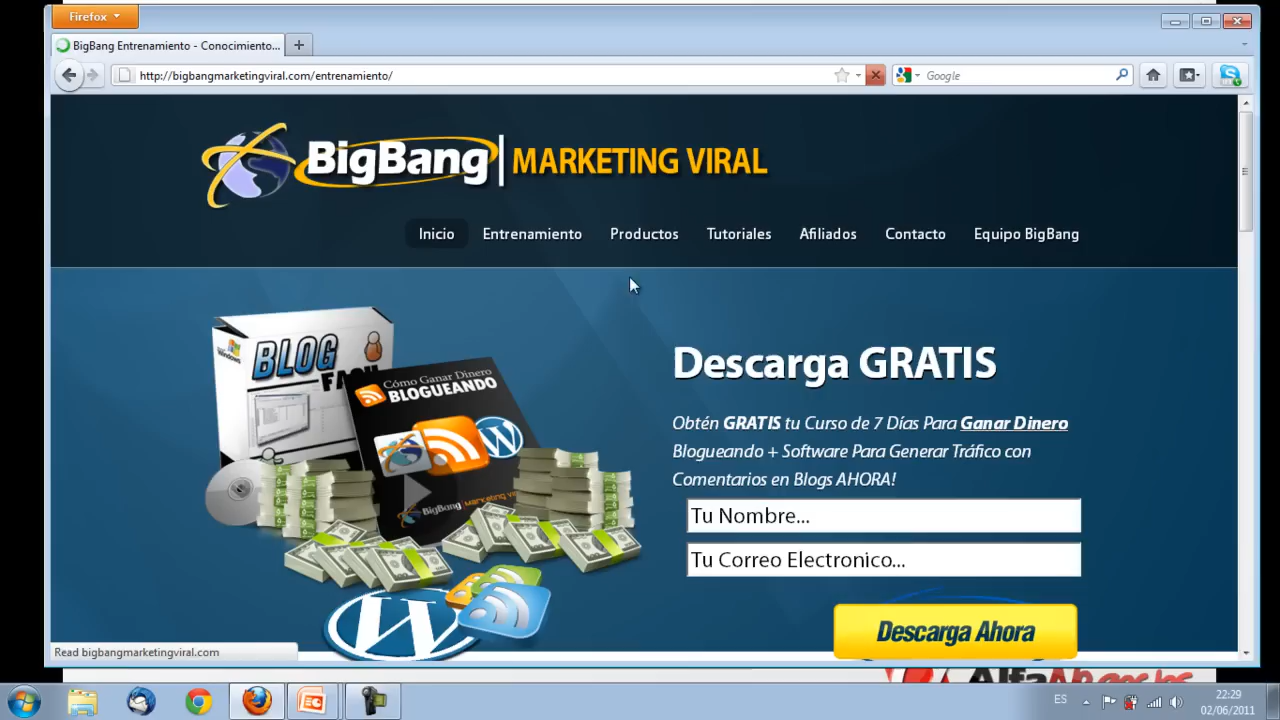 Firefox
BigBang Entrenamiento - Conocimiento...
http://bigbangmarketingviral.com/entrenamiento/
Google
BigBang | MARKETING VIRAL
Inicio Entrenamiento Productos Tutoriales Afiliados Contacto Equipo BigBang
BLOG
Windows
Cómo Ganar Dinero
BLOGUEANDO
BigBang
Descarga GRATIS
Obtén GRATIS tu Curso de 7 Días Para Ganar Dinero
Blogueando + Software Para Generar Tráfico con
Comentarios en Blogs AHORA!
Tu Nombre...
Tu Correo Electronico...
Descarga Ahora
Read bigbangmarketingviral.com
ES
22:29
02/06/2011